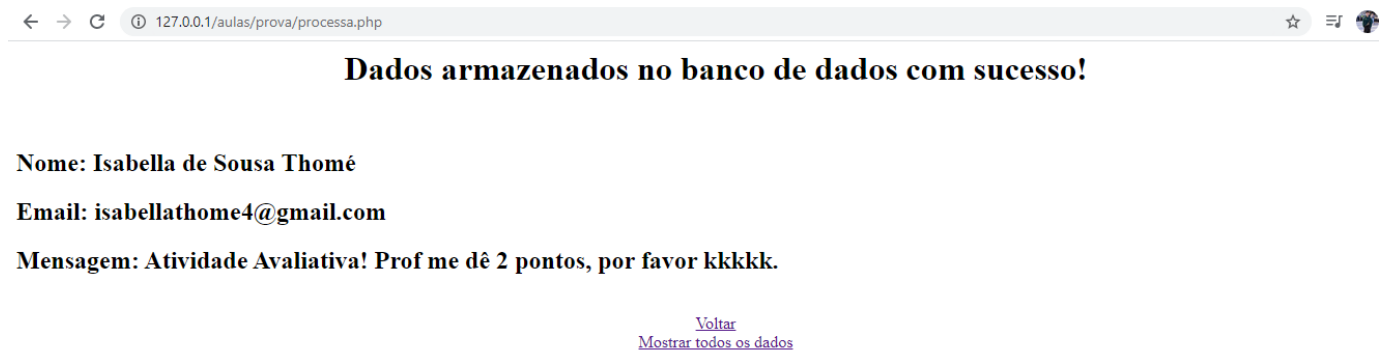 127.0.0.1/aulas/prova/processa.php
Dados armazenados no banco de dados com sucesso!
Nome: Isabella de Sousa Thomé
Email: isabellathome4@gmail.com
Mensagem: Atividade Avaliativa! Prof me dê 2 pontos, por favor kkkkk.
Voltar
Mostrar todos os dados